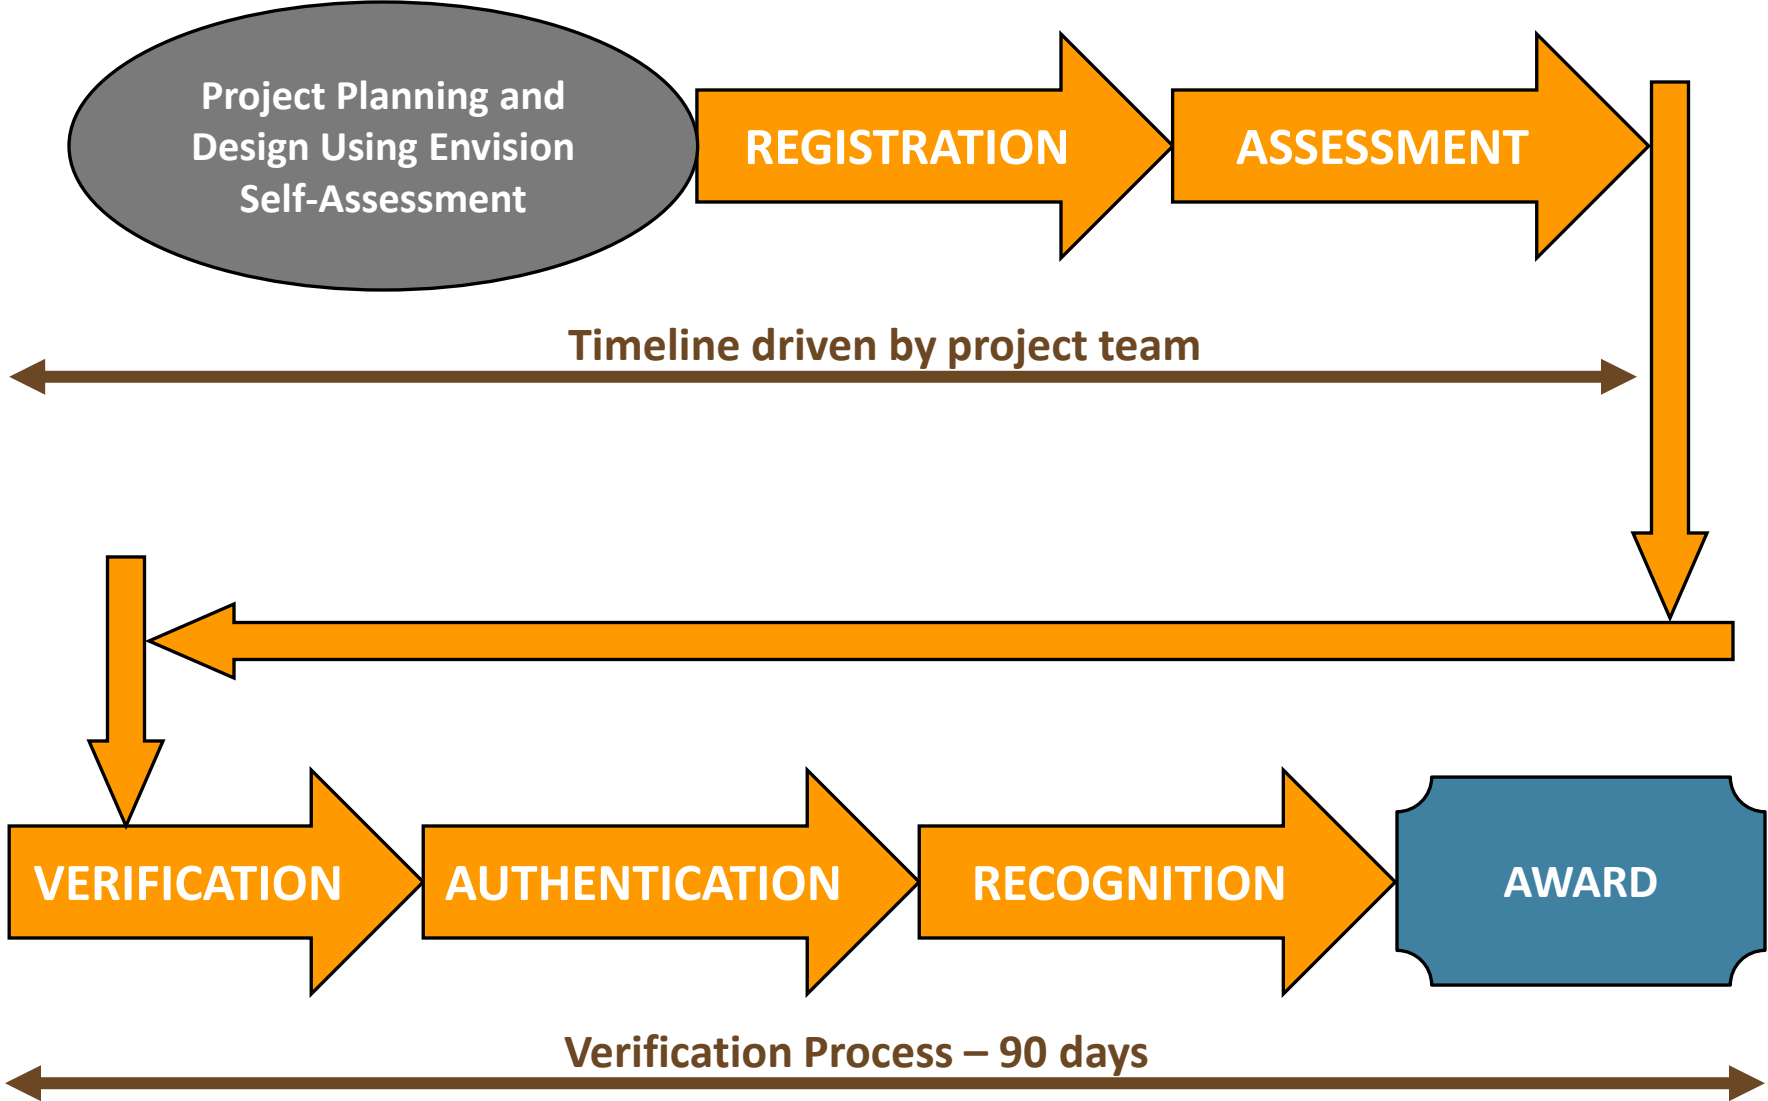 Project Planning and
Design Using Envision
Self-Assessment
REGISTRATION
ASSESSMENT
Timeline driven by project team
VERIFICATION
AUTHENTICATION
RECOGNITION
AWARD
Verification Process – 90 days